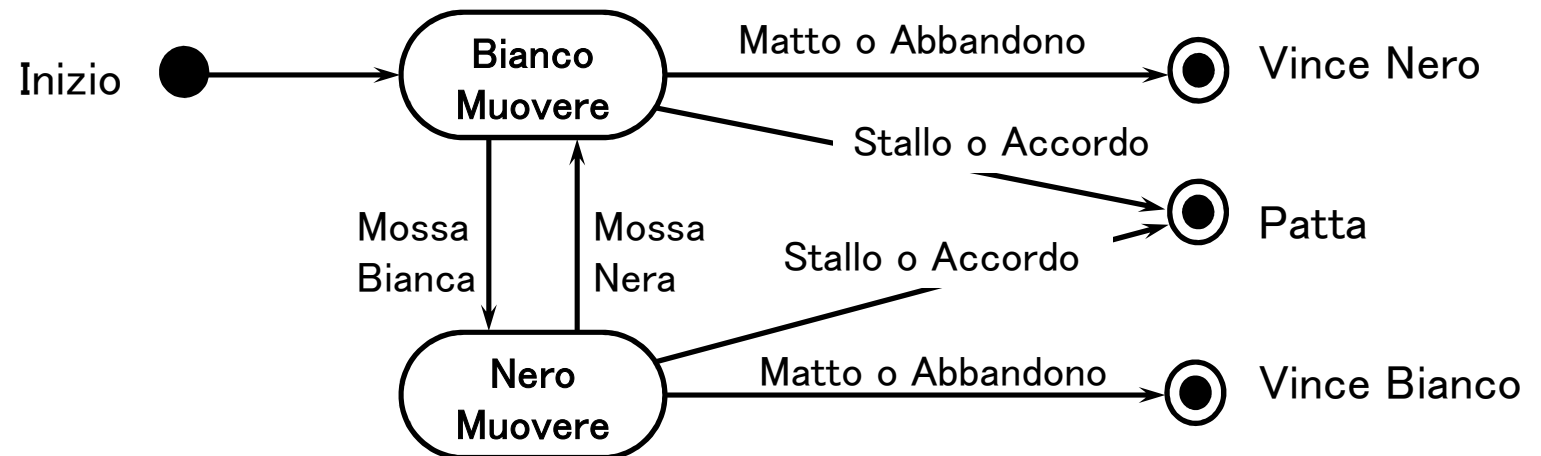 Inizio
Bianco
Muovere
Matto o Abbandono
Vince Nero
Stallo o Accordo
Patta
Mossa
Bianca
Mossa
Nera
Stallo o Accordo
Nero
Muovere
Matto o Abbandono
Vince Bianco